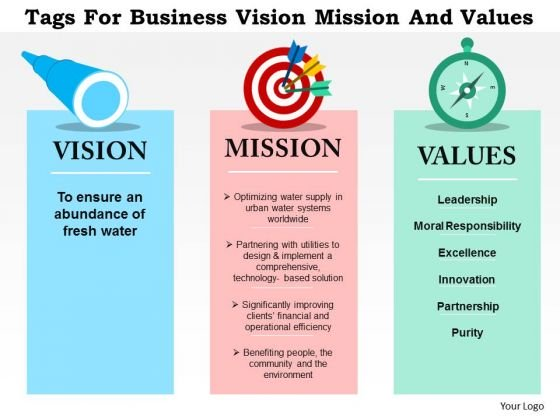 Tags For Business Vision Mission And Values
VISION
To ensure an
abundance of
fresh water
MISSION
➢ Optimizing water supply in
urban water systems
worldwide
➢ Partnering with utilities to
design & implement a
comprehensive,
technology- based solution
➢ Significantly improving
clients' financial and
operational efficiency
➢ Benefiting people, the
community and the
environment
N
E
S
W
VALUES
Leadership
Moral Responsibility
Excellence
Innovation
Partnership
Purity
Your Logo